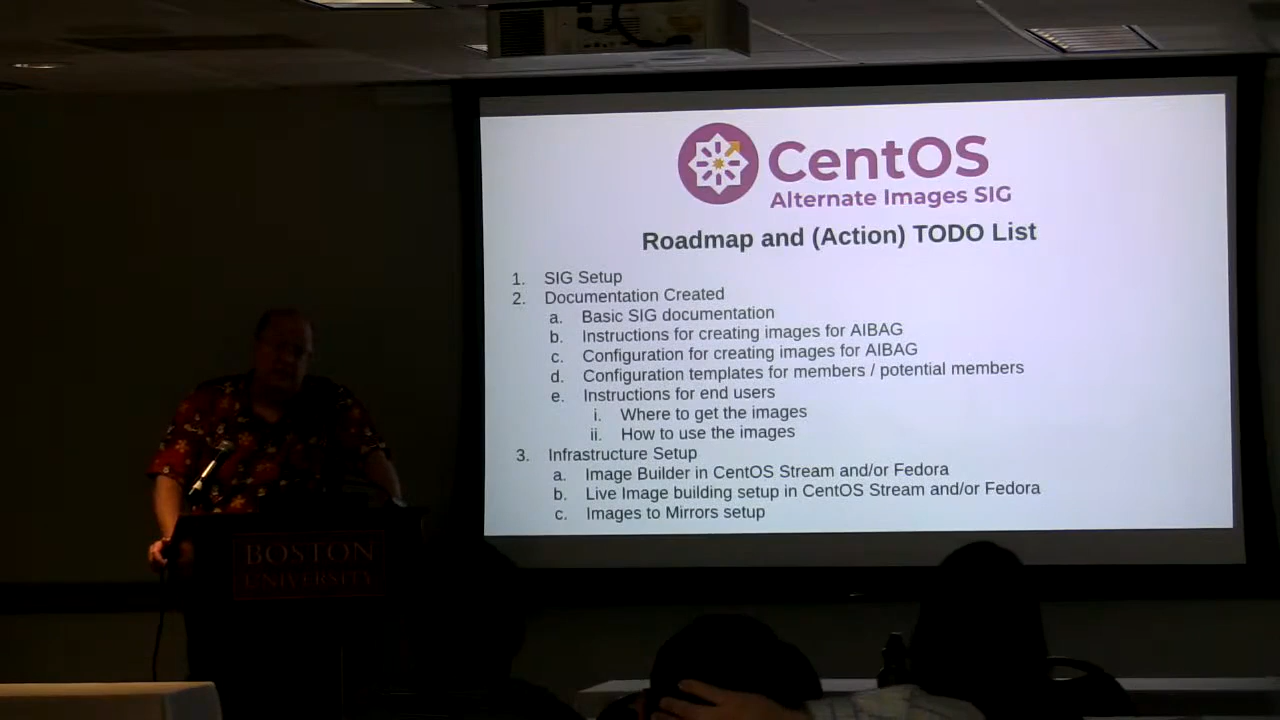 CentOS
Alternate Images SIG
Roadmap and (Action) TODO List
1. SIG Setup
2. Documentation Created
a. Basic SIG documentation
b. Instructions for creating images for AIBAG
c. Configuration for creating images for AIBAG
d. Configuration templates for members / potential members
e. Instructions for end users
i. Where to get the images
ii. How to use the images
3. Infrastructure Setup
a. Image Builder in CentOS Stream and/or Fedora
b. Live Image building setup in CentOS Stream and/or Fedora
c. Images to Mirrors setup
BOSTON
UNIVERSITY